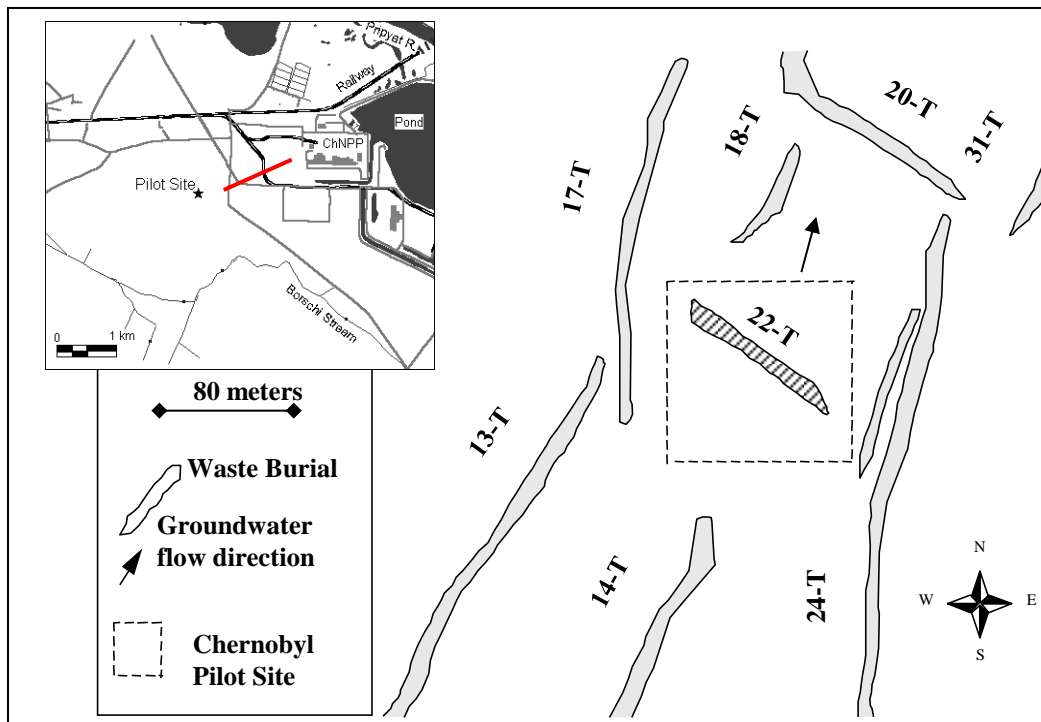 Pripyat R.
Railway
Pond
ChNPP
Pilot Site
Borschi Stream
0 1 km
80 meters
Waste Burial
Groundwater
flow direction
Chernobyl
Pilot Site
20-T
18-T
31-T
17-T
22-T
13-T
14-T
24-T
N
W E
S